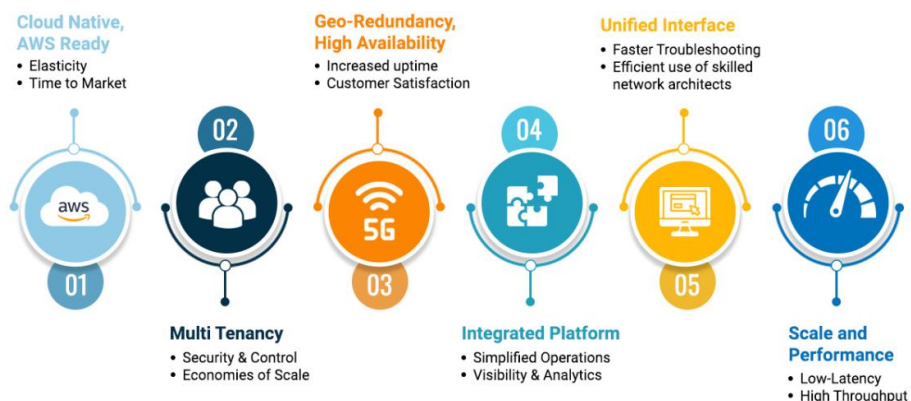 Cloud Native,
AWS Ready
• Elasticity
• Time to Market
aws
01
02
Multi Tenancy
• Security & Control
• Economies of Scale
Geo-Redundancy,
High Availability
• Increased uptime
• Customer Satisfaction
5G
03
04
Integrated Platform
• Simplified Operations
• Visibility & Analytics
Unified Interface
• Faster Troubleshooting
• Efficient use of skilled
network architects
05
06
Scale and
Performance
• Low-Latency
• High Throughput